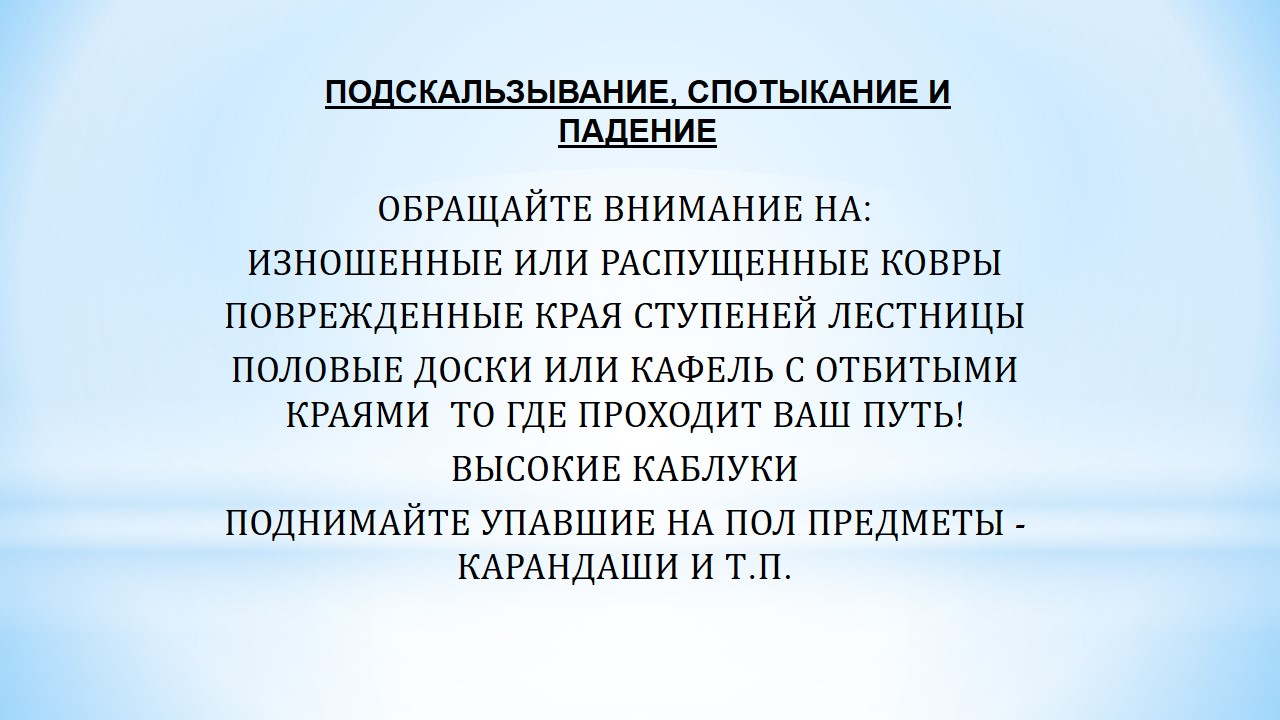 ПОДСКАЛЬЗЫВАНИЕ, СПОТЫКАНИЕ И
ПАДЕНИЕ
ОБРАЩАЙТЕ ВНИМАНИЕ НА:
ИЗНОШЕННЫЕ ИЛИ РАСПУЩЕННЫЕ КОВРЫ
ПОВРЕЖДЕННЫЕ КРАЯ СТУПЕНЕЙ ЛЕСТНИЦЫ
ПОЛОВЫЕ ДОСКИ ИЛИ КАФЕЛЬ С ОТБИТЫМИ
КРАЯМИ  ТО ГДЕ ПРОХОДИТ ВАШ ПУТЬ!
ВЫСОКИЕ КАБЛУКИ
ПОДНИМАЙТЕ УПАВШИЕ НА ПОЛ ПРЕДМЕТЫ -
КАРАНДАШИ И Т.П.